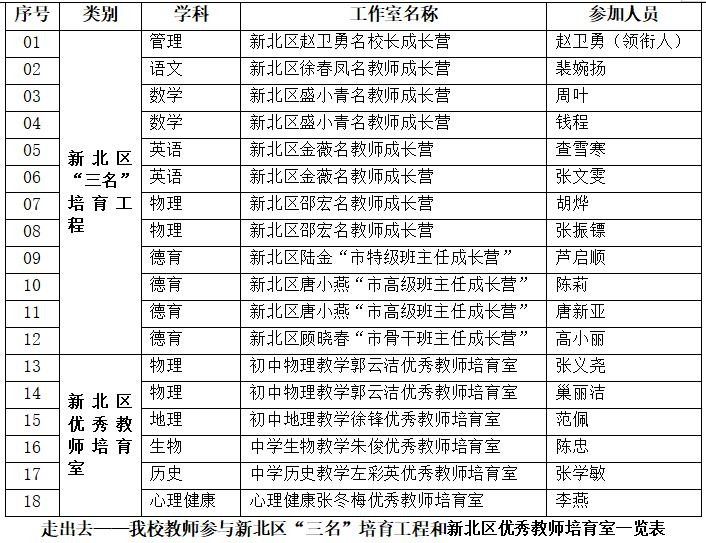 序号 类别 学科 工作室名称 参加人员
01 管理 新北区赵卫勇名校长成长营 赵卫勇（领衔人）
02 语文 新北区徐春凤名教师成长营 裴婉扬
03 数学 新北区盛小青名教师成长营 周叶
04 数学 新北区盛小青名教师成长营 钱程
05 英语 新北区金薇名教师成长营 查雪寒
新北区
“三名”
培育工
程
06 英语 新北区金薇名教师成长营 张文雯
07 物理 新北区邵宏名教师成长营 胡烨
08 物理 新北区邵宏名教师成长营 张振镖
09 德育 新北区陆金“市特级班主任成长营” 芦启顺
10 德育 新北区唐小燕“市高级班主任成长营” 陈莉
11 德育 新北区唐小燕“市高级班主任成长营” 唐新亚
12 德育 新北区顾晓春“市骨干班主任成长营” 高小丽
13 物理 初中物理教学郭云洁优秀教师培育室 张义尧
14 物理 初中物理教学郭云洁优秀教师培育室 巢丽洁
新北区
优秀教
师培育
室
15 地理 初中地理教学徐锋优秀教师培育室 范佩
16 生物 中学生物教学朱俊优秀教师培育室 陈忠
17 历史 中学历史教学左彩英优秀教师培育室 张学敏
18 心理健康 心理健康张冬梅优秀教师培育室 李燕
走出去——我校教师参与新北区“三名”培育工程和新北区优秀教师培育室一览表